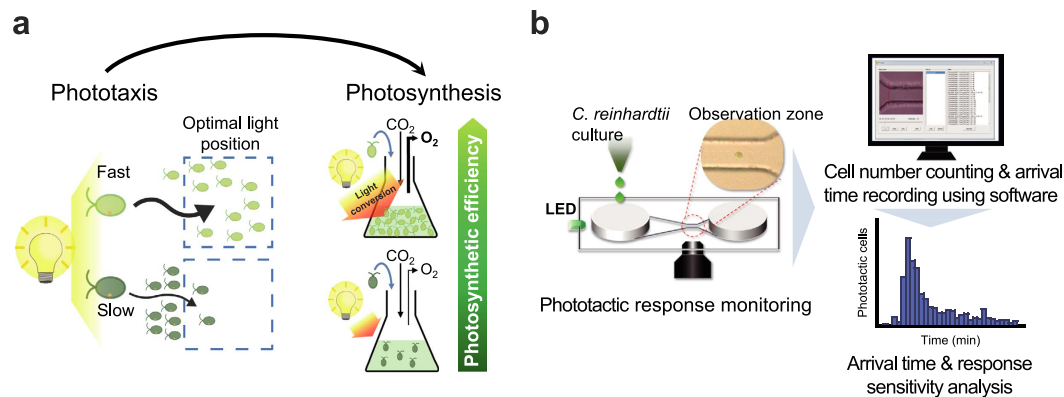 a
Phototaxis
Photosynthesis
Optimal light
position
Fast
Slow
CO2
O2
Light
conversion
CO2
O2
Photosynthetic efficiency
b
C. reinhardtii
culture
Observation zone
LED
Phototactic response monitoring
Cell number counting & arrival
time recording using software
Phototactic cells
Time (min)
Arrival time & response
sensitivity analysis